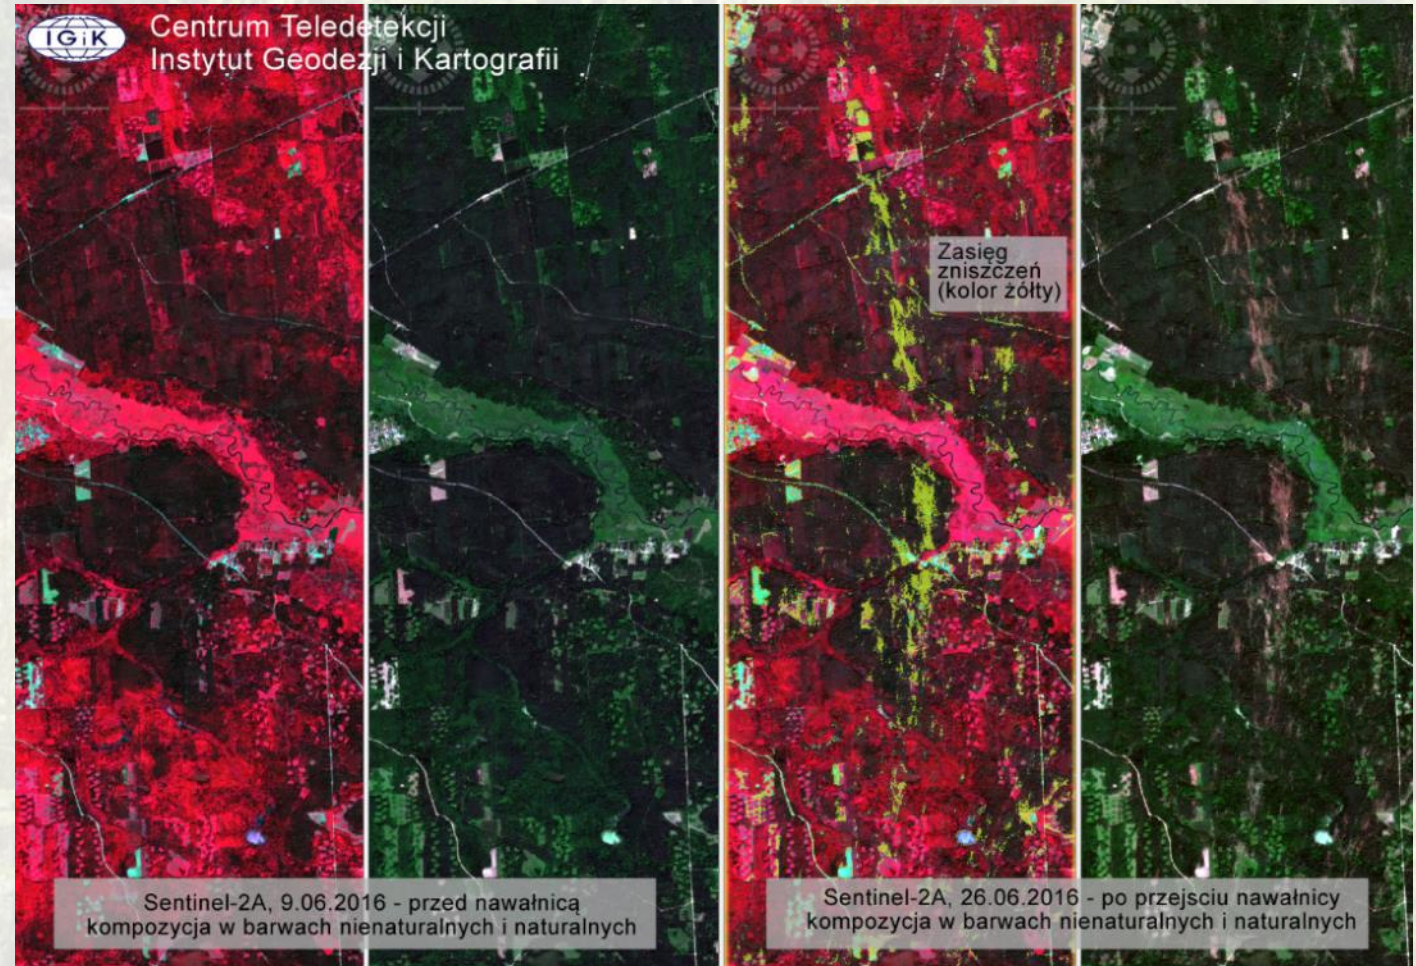 IGiK
Centrum Teledetekcji
Instytut Geodezji i Kartografii
Zasięg
zniszczeń
(kolor żółty)
Sentinel-2A, 9.06.2016 - przed nawałnicą
kompozycja w barwach nienaturalnych i naturalnych
Sentinel-2A, 26.06.2016 - po przejsciu nawałnicy
kompozycja w barwach nienaturalnych i naturalnych